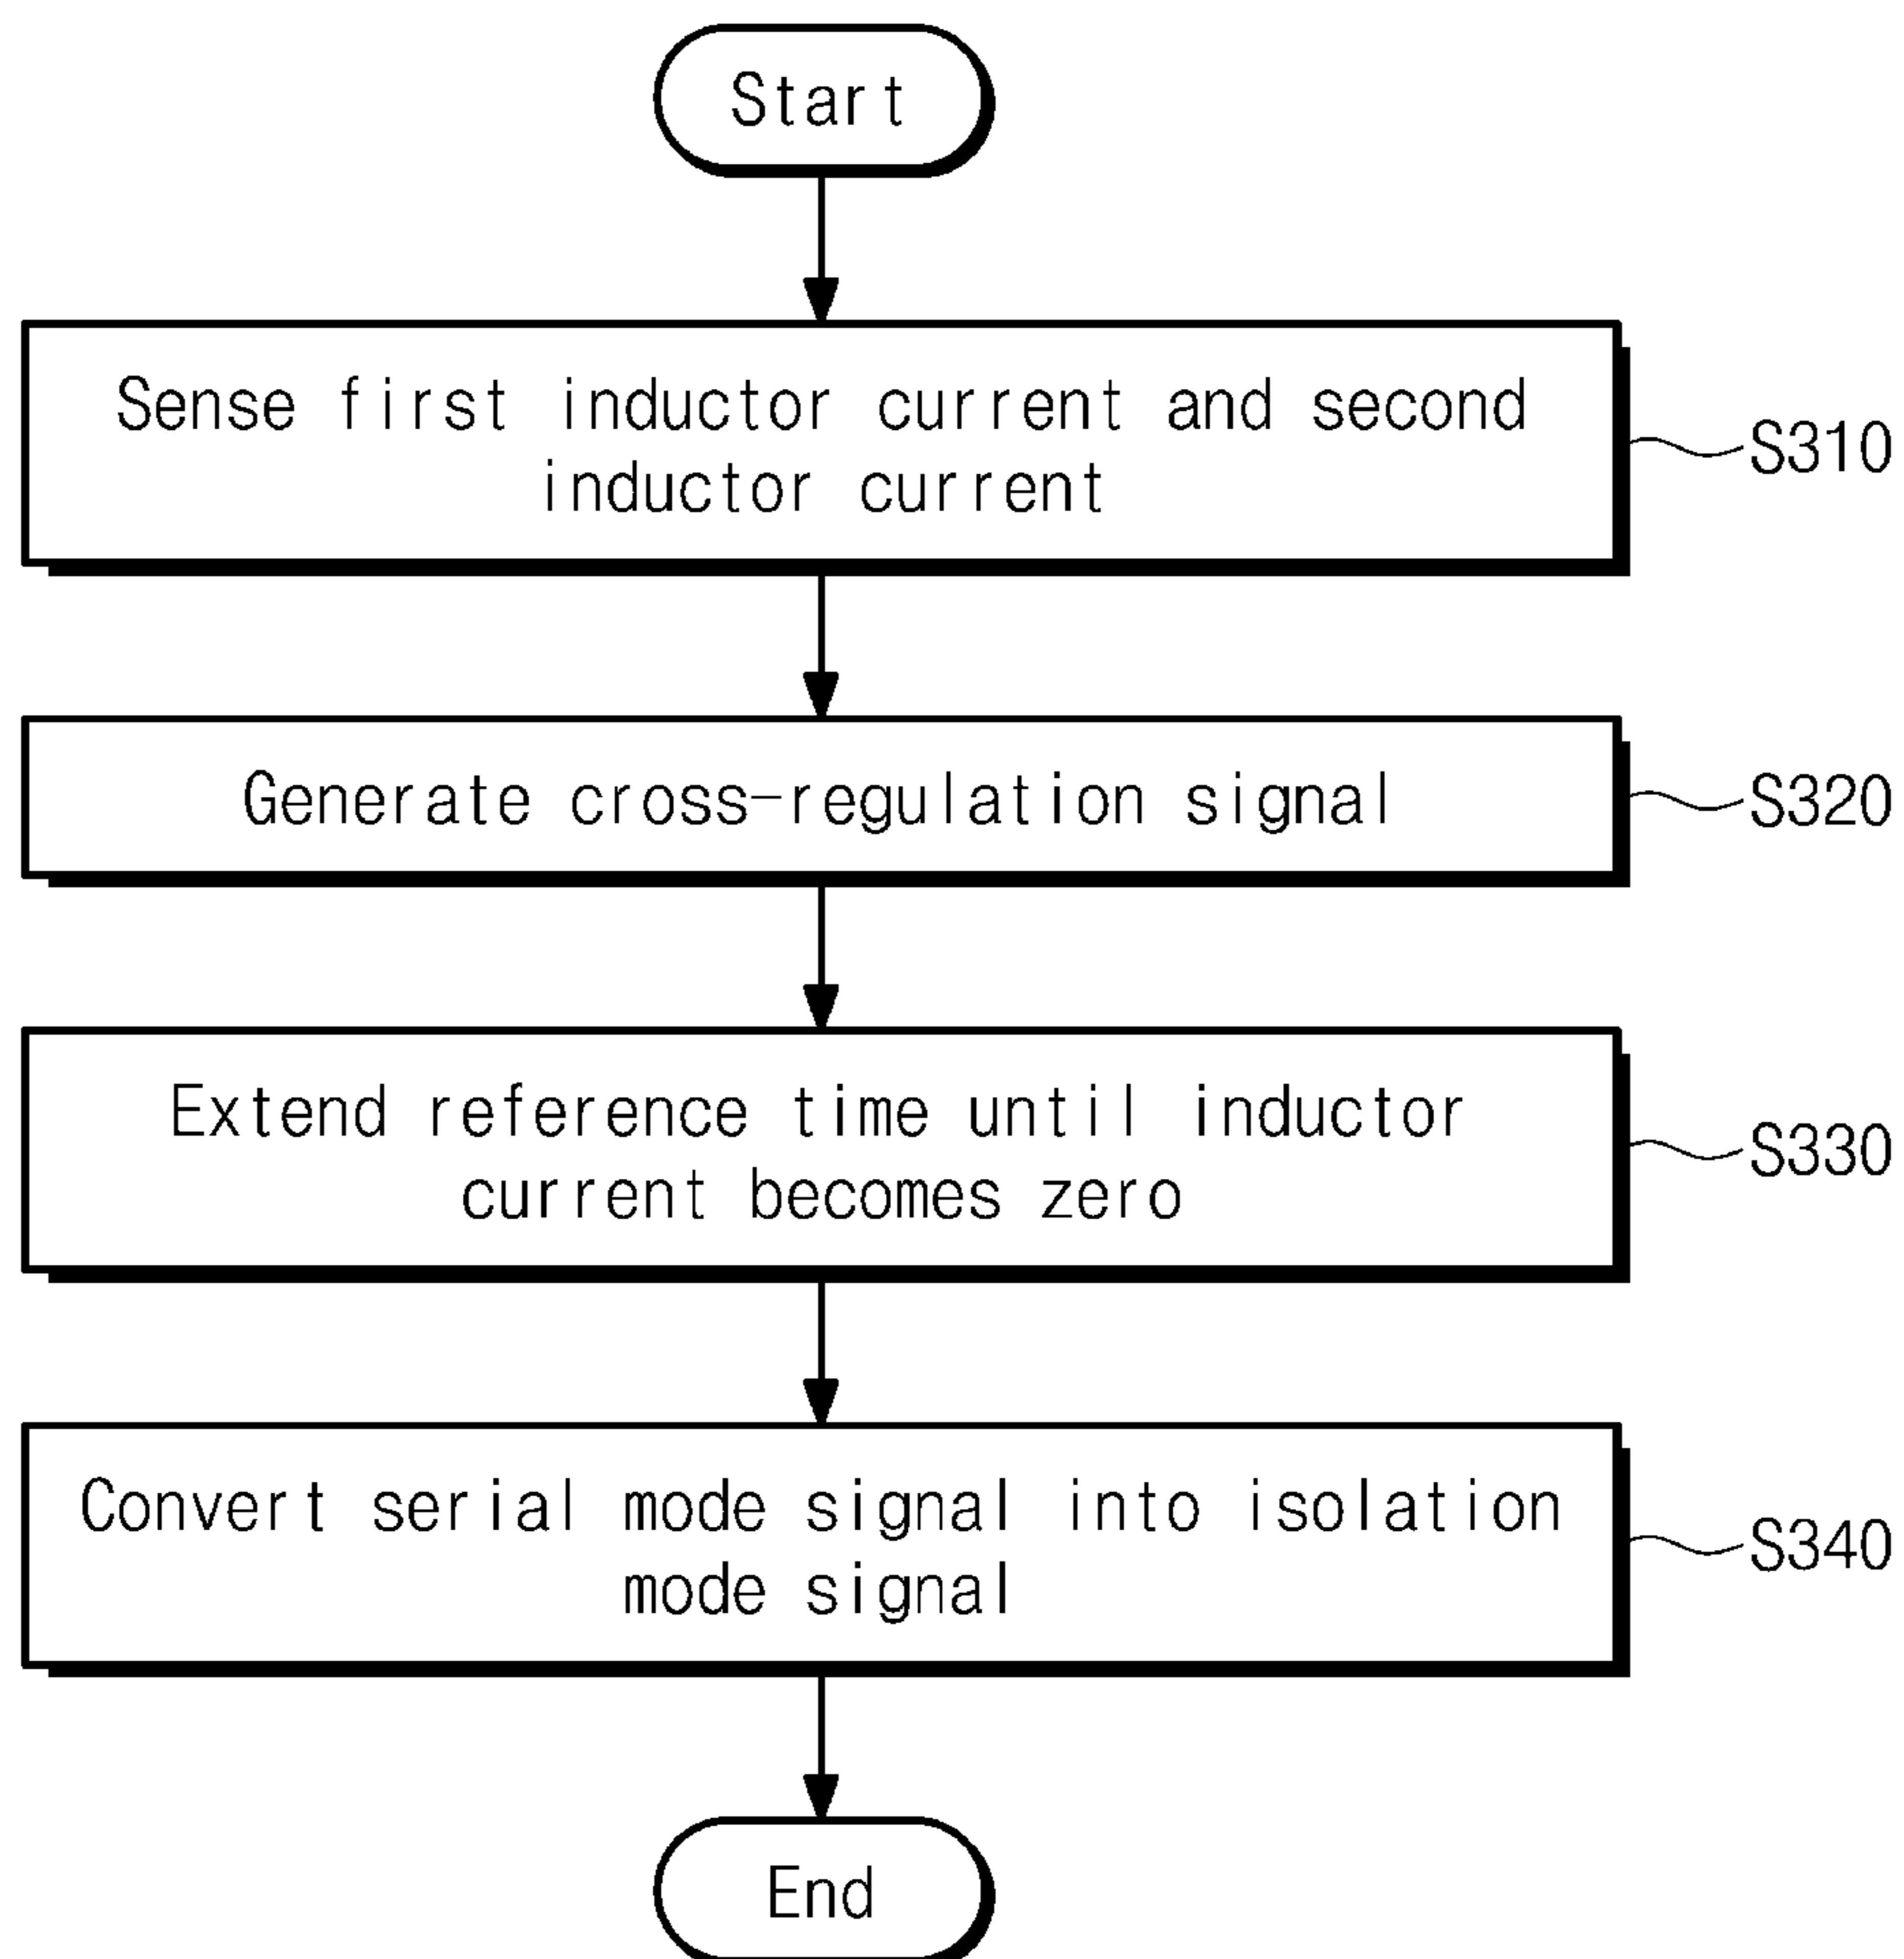 Start
Sense first inductor current and second
inductor current
S310
Generate cross-regulation signal
S320
Extend reference time until inductor
current becomes zero
S330
Convert serial mode signal into isolation
mode signal
S340
End